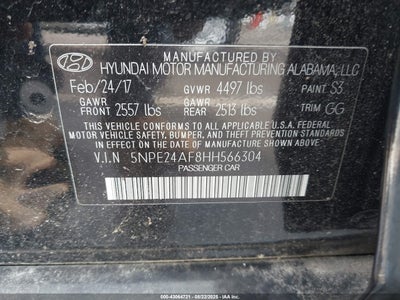 MANUFACTURED BY
HYUNDAI MOTOR MANUFACTURING ALABAMA, LLC
Feb/24/17 GVWR 4497 lbs PAINT S3
GAWR FRONT 2557 lbs GAWR REAR 2513 lbs TRIM GG
THIS VEHICLE CONFORMS TO ALL APPLICABLE U.S. FEDERAL
MOTOR VEHICLE SAFETY, BUMPER, AND THEFT PREVENTION
STANDARDS IN EFFECT ON THE DATE OF MANUFACTURE SHOWN ABOVE.
V.I.N 5NPE24AF8HH566304
PASSENGER CAR